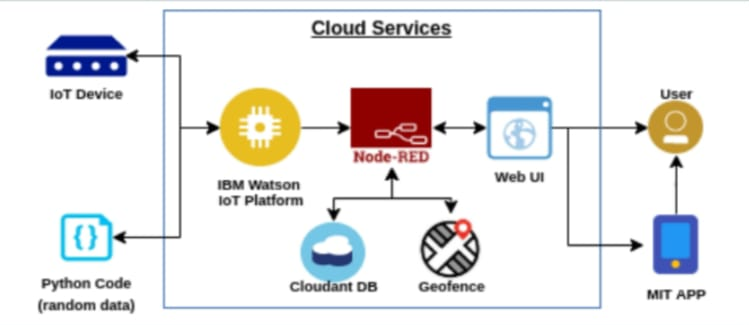 Cloud Services
IoT Device
User
Node-RED
Web UI
IBM Watson
IoT Platform
Python Code
(random data)
Cloudant DB
Geofence
MIT APP